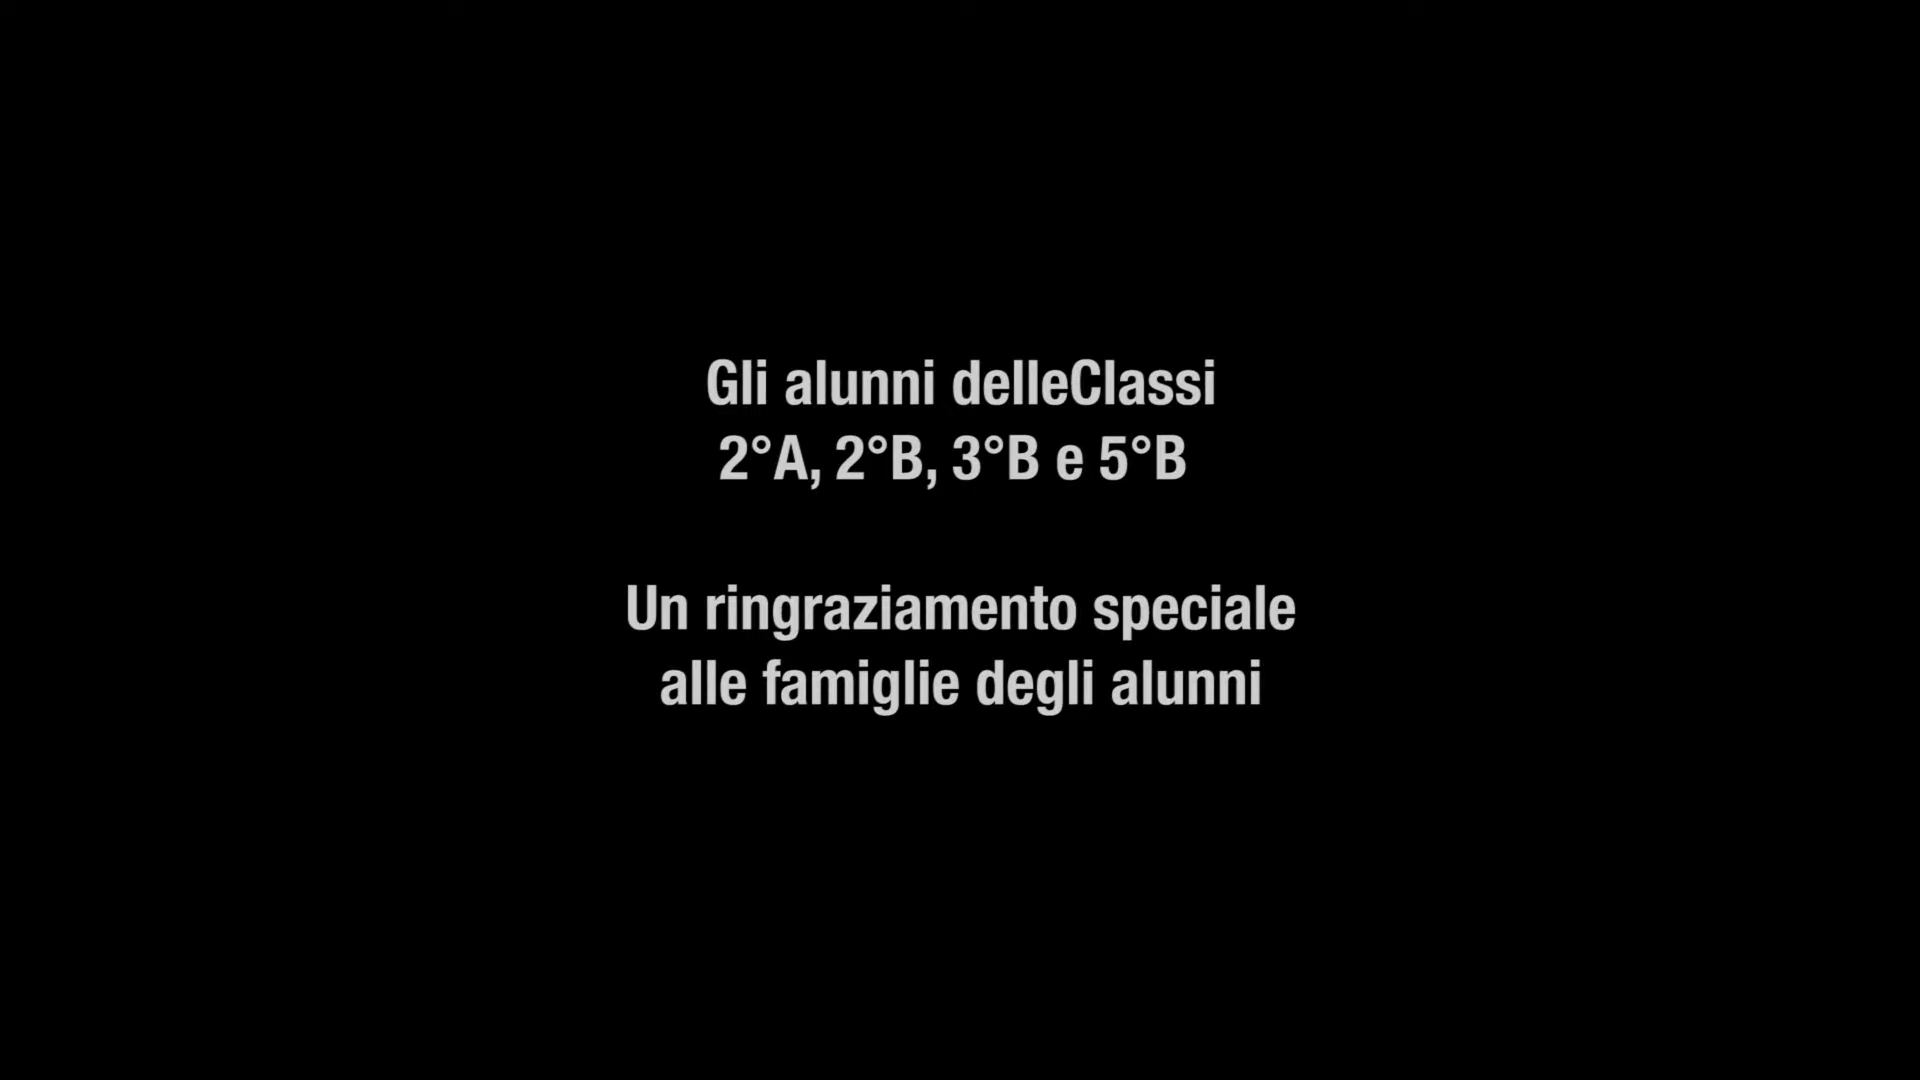 Gli alunni delleClassi
2°A, 2°B, 3°B e 5°B
Un ringraziamento speciale
alle famiglie degli alunni